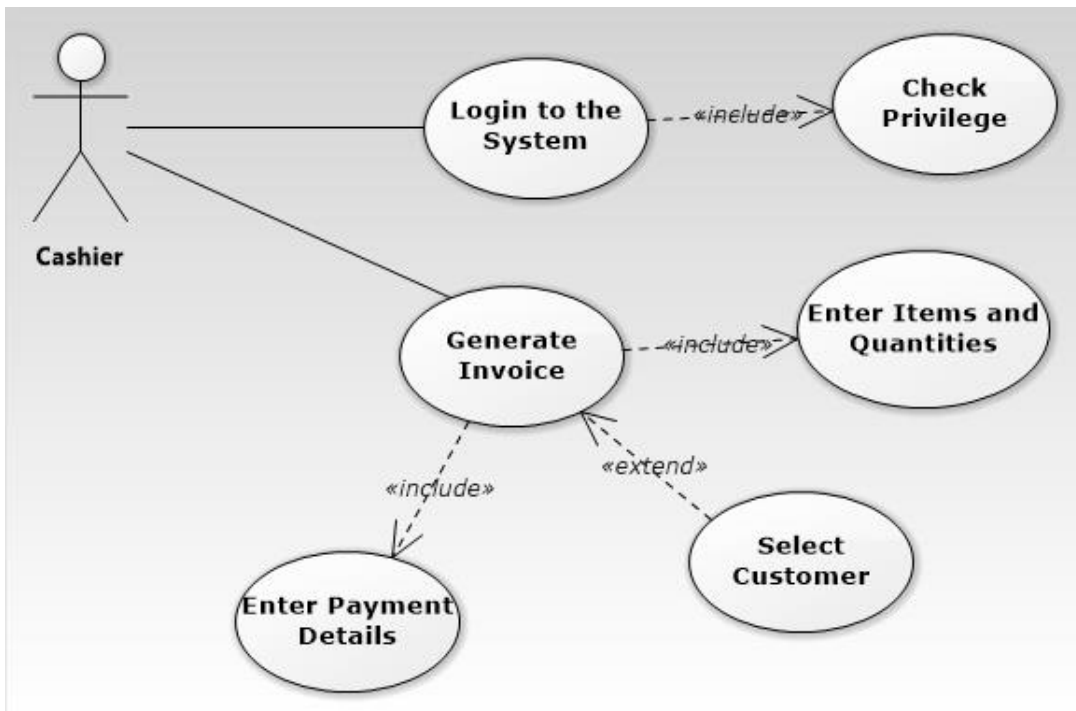 Login to the
System
«include»
Check
Privilege
Cashier
Generate
Invoice
«include»
Enter Items and
Quantities
«extend»
«include»
Select
Customer
Enter Payment
Details